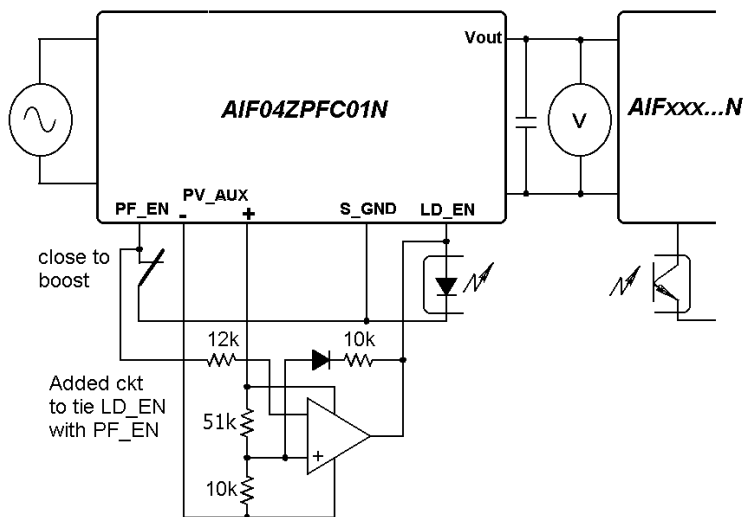 Vout
AIF04ZPFC01N
AIFXXX...N
V
PV_AUX
PF_EN
-
+
S_GND
LD_EN
close to
boost
12k
10k
Added ckt
to tie LD_EN
with PF_EN
51k
+
10k